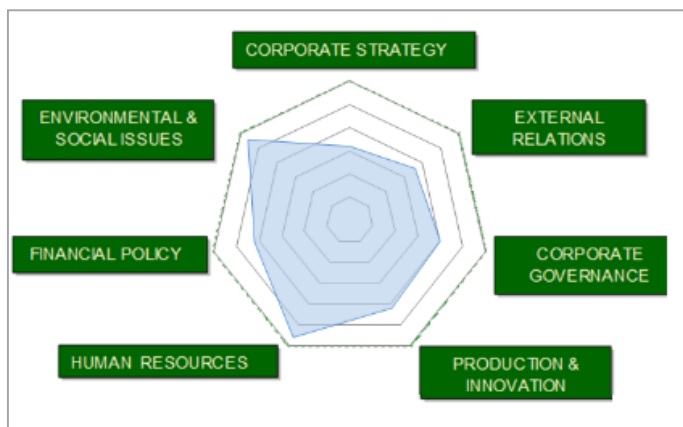 CORPORATE STRATEGY
ENVIRONMENTAL &
SOCIAL ISSUES
EXTERNAL
RELATIONS
FINANCIAL POLICY
CORPORATE
GOVERNANCE
HUMAN RESOURCES
PRODUCTION &
INNOVATION